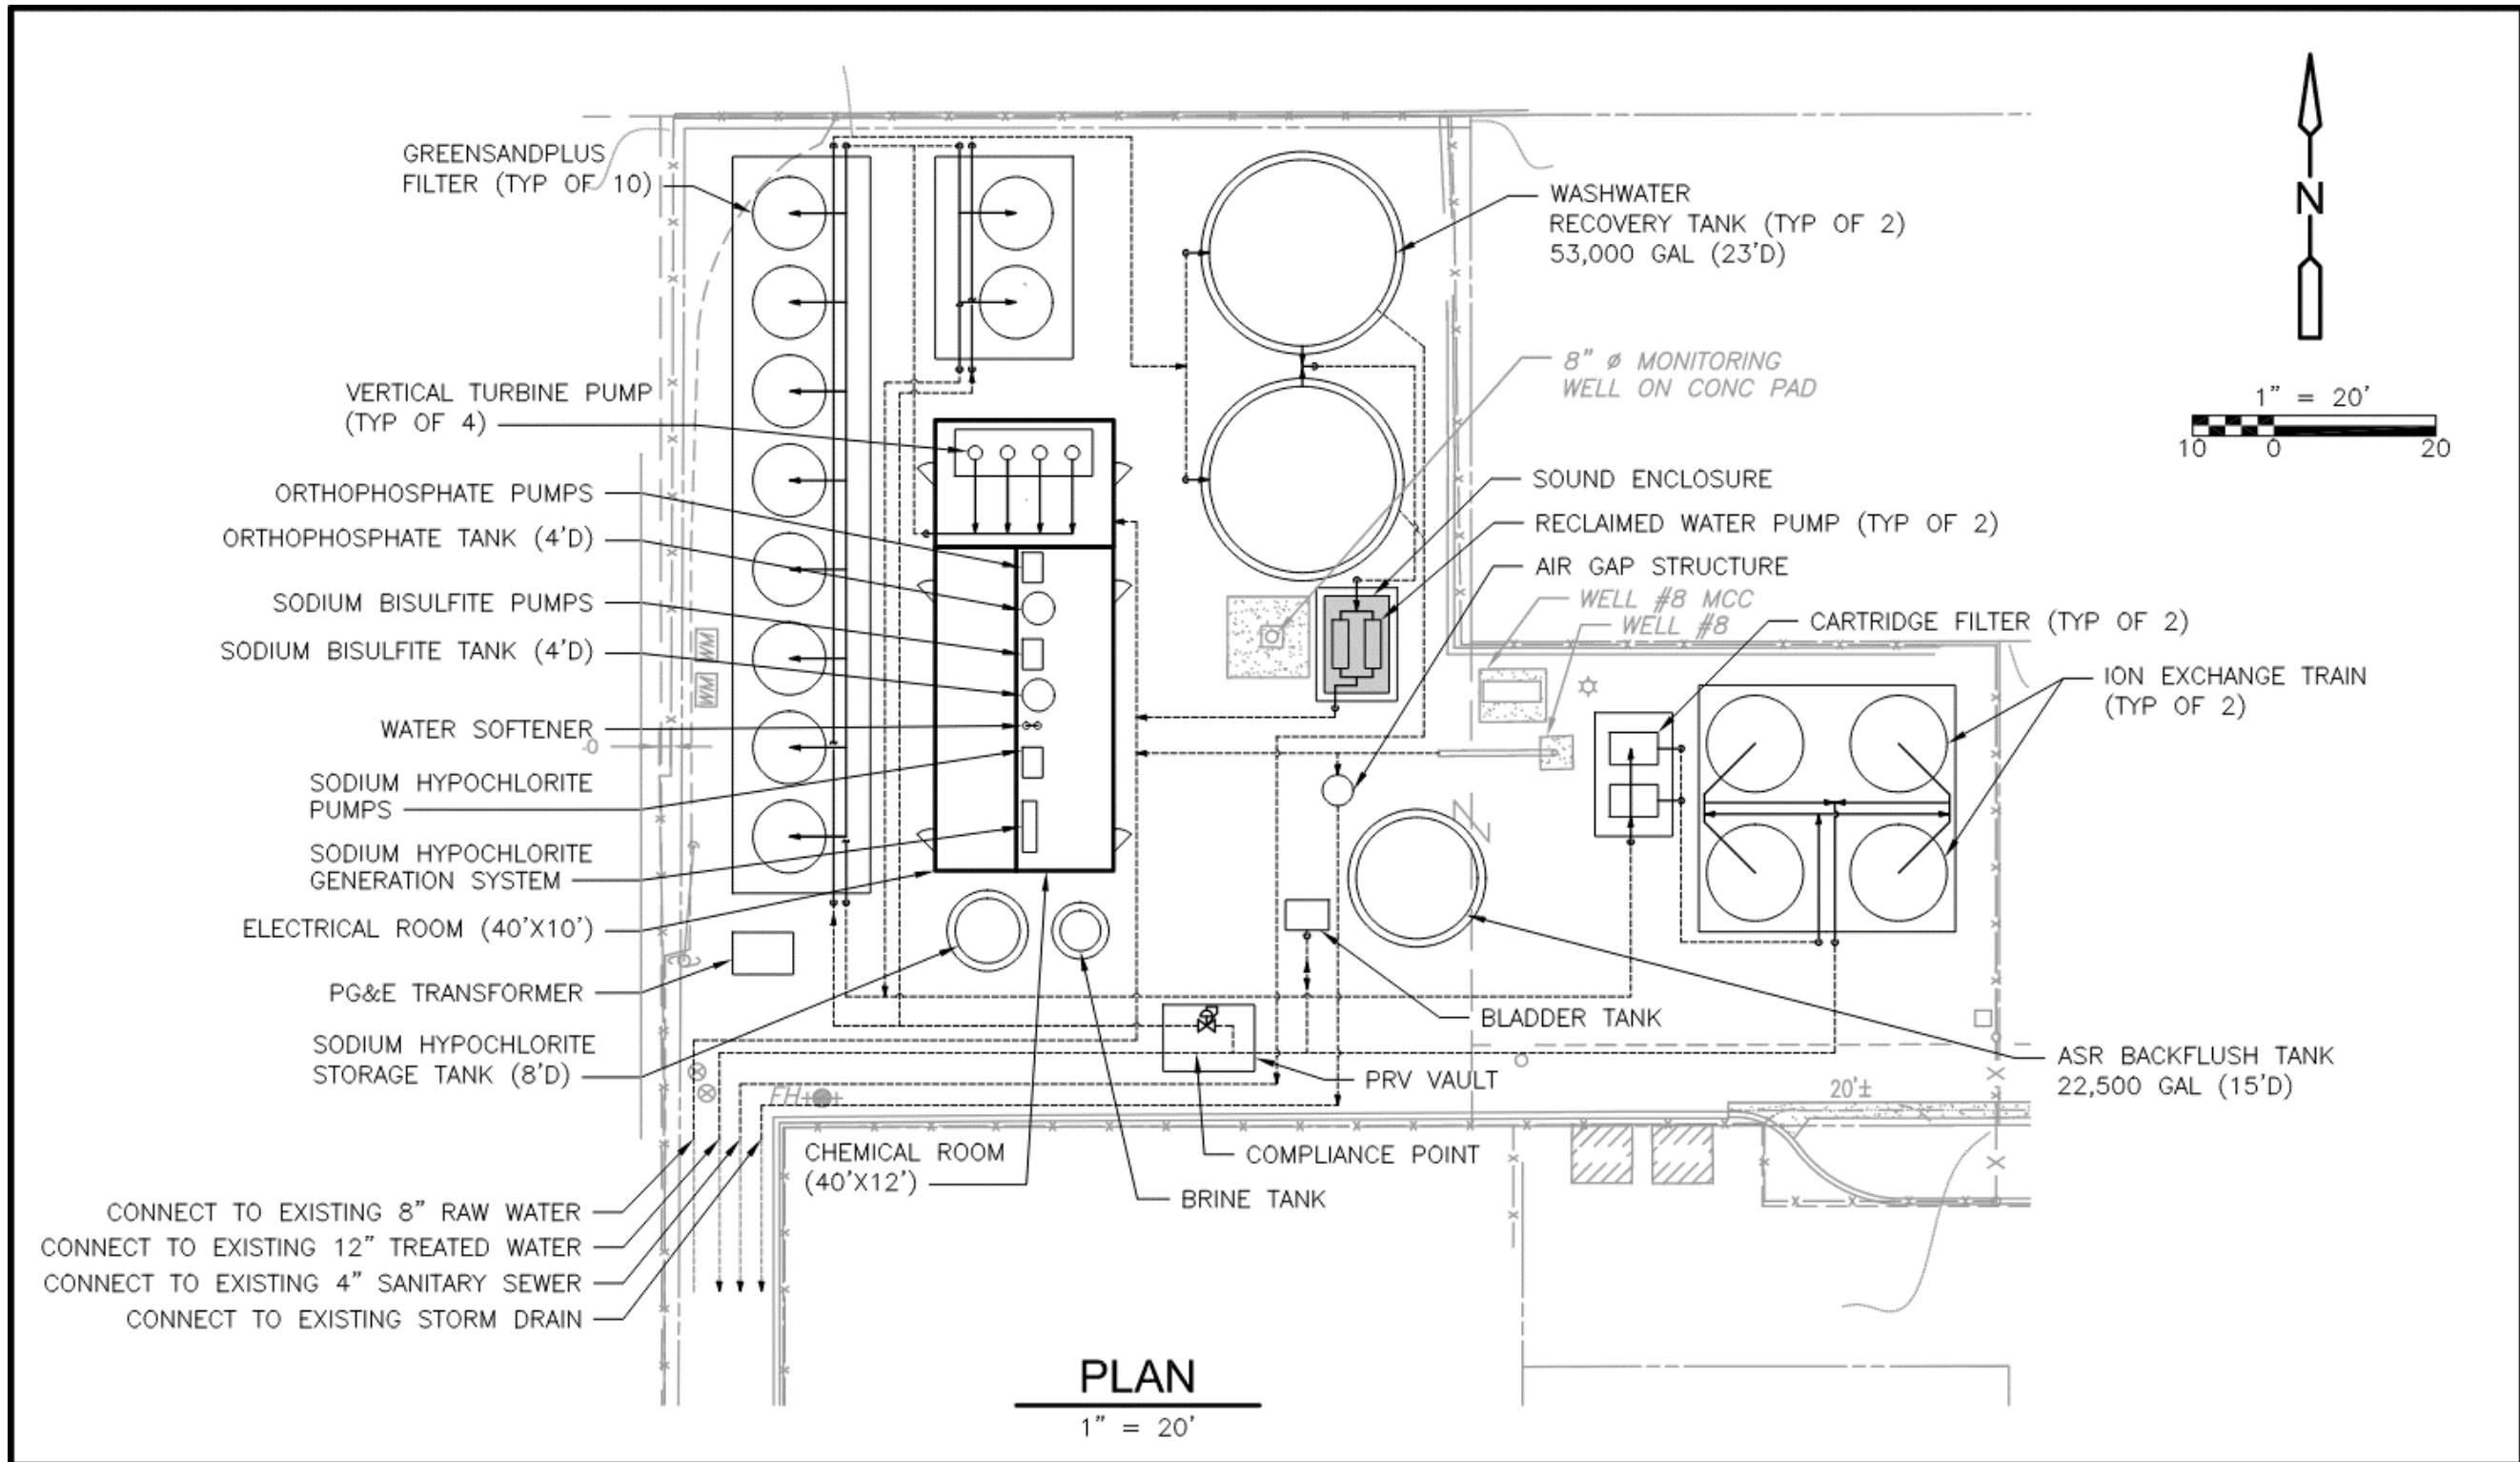 GREENSANDPLUS
FILTER (TYP OF 10)
VERTICAL TURBINE PUMP
(TYP OF 4)
ORTHOPHOSPHATE PUMPS
ORTHOPHOSPHATE TANK (4'D)
SODIUM BISULFITE PUMPS
SODIUM BISULFITE TANK (4'D)
WATER SOFTENER
SODIUM HYPOCHLORITE
PUMPS
SODIUM HYPOCHLORITE
GENERATION SYSTEM
ELECTRICAL ROOM (40'X10')
PG&E TRANSFORMER
SODIUM HYPOCHLORITE
STORAGE TANK (8'D)
CONNECT TO EXISTING 8" RAW WATER
CONNECT TO EXISTING 12" TREATED WATER
CONNECT TO EXISTING 4" SANITARY SEWER
CONNECT TO EXISTING STORM DRAIN
WM
WM
FH
CHEMICAL ROOM
(40'X12')
BRINE TANK
COMPLIANCE POINT
PRV VAULT
BLADDER TANK
WASHWATER
RECOVERY TANK (TYP OF 2)
53,000 GAL (23'D)
8" ø MONITORING
WELL ON CONC PAD
SOUND ENCLOSURE
RECLAIMED WATER PUMP (TYP OF 2)
AIR GAP STRUCTURE
WELL #8 MCC
WELL #8
CARTRIDGE FILTER (TYP OF 2)
ION EXCHANGE TRAIN
(TYP OF 2)
ASR BACKFLUSH TANK
22,500 GAL (15'D)
20'±
N
1" = 20'
10 0 20
PLAN
1" = 20'